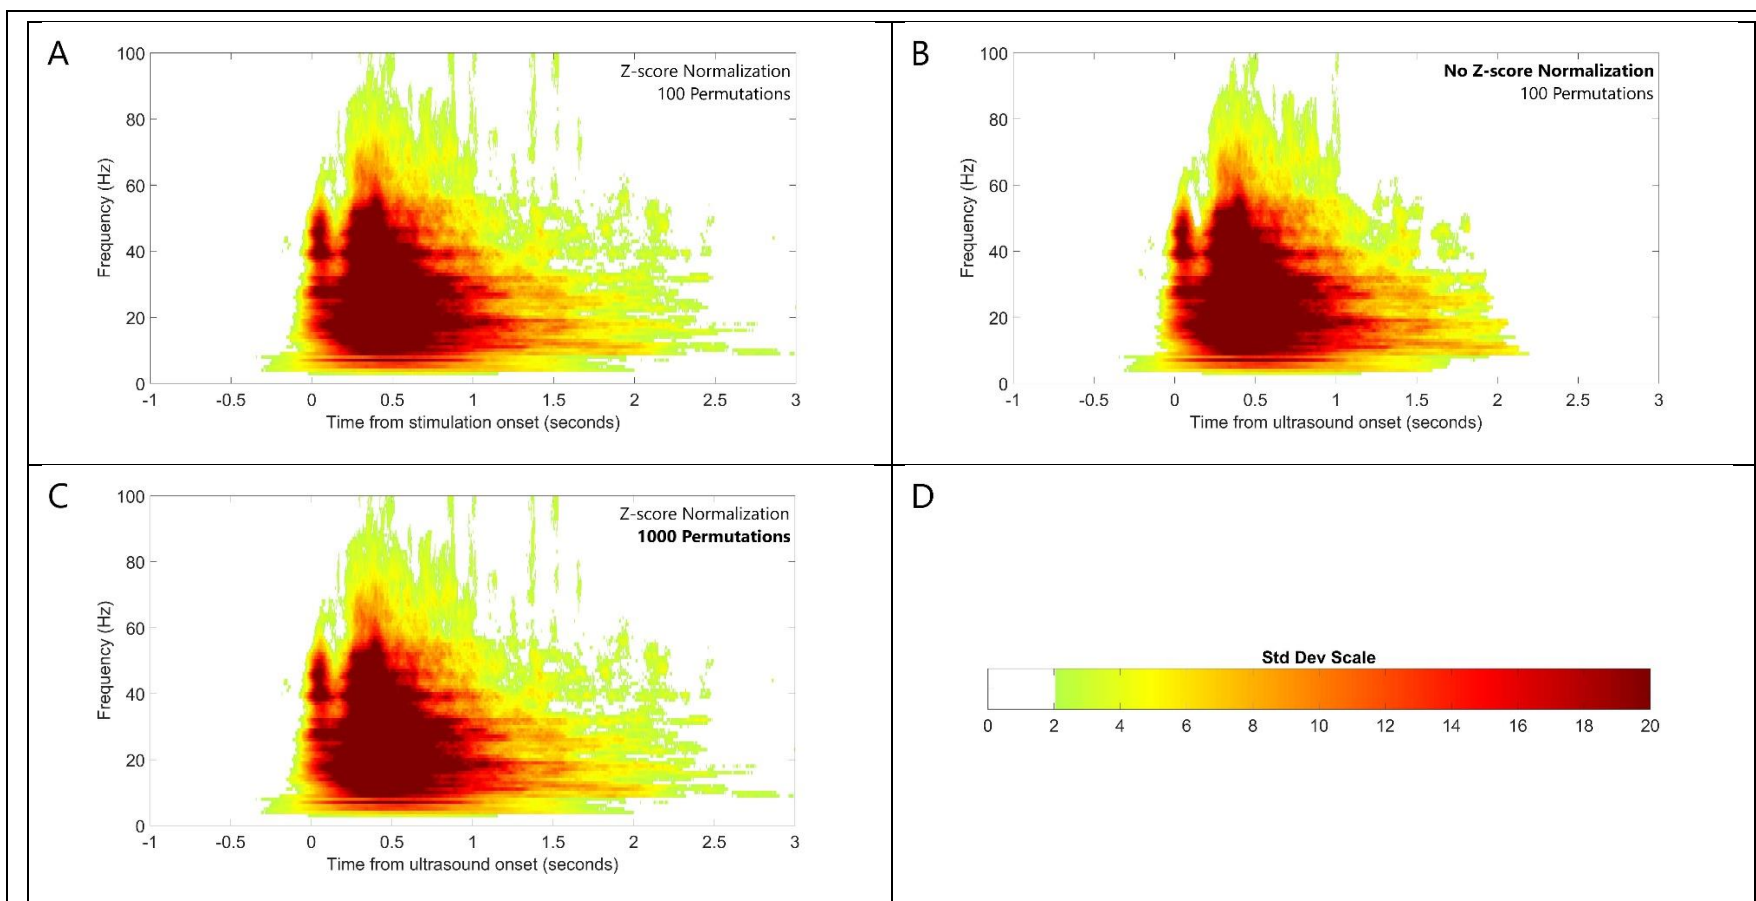 A
Z-score Normalization
100 Permutations
100
80
60
40
20
0
Frequency (Hz)
-1 -0.5 0 0.5 1 1.5 2 2.5 3
Time from stimulation onset (seconds)
B
No Z-score Normalization
100 Permutations
100
80
60
40
20
0
Frequency (Hz)
-1 -0.5 0 0.5 1 1.5 2 2.5 3
Time from ultrasound onset (seconds)
C
Z-score Normalization
1000 Permutations
100
80
60
40
20
0
Frequency (Hz)
-1 -0.5 0 0.5 1 1.5 2 2.5 3
Time from ultrasound onset (seconds)
D
Std Dev Scale
0 2 4 6 8 10 12 14 16 18 20